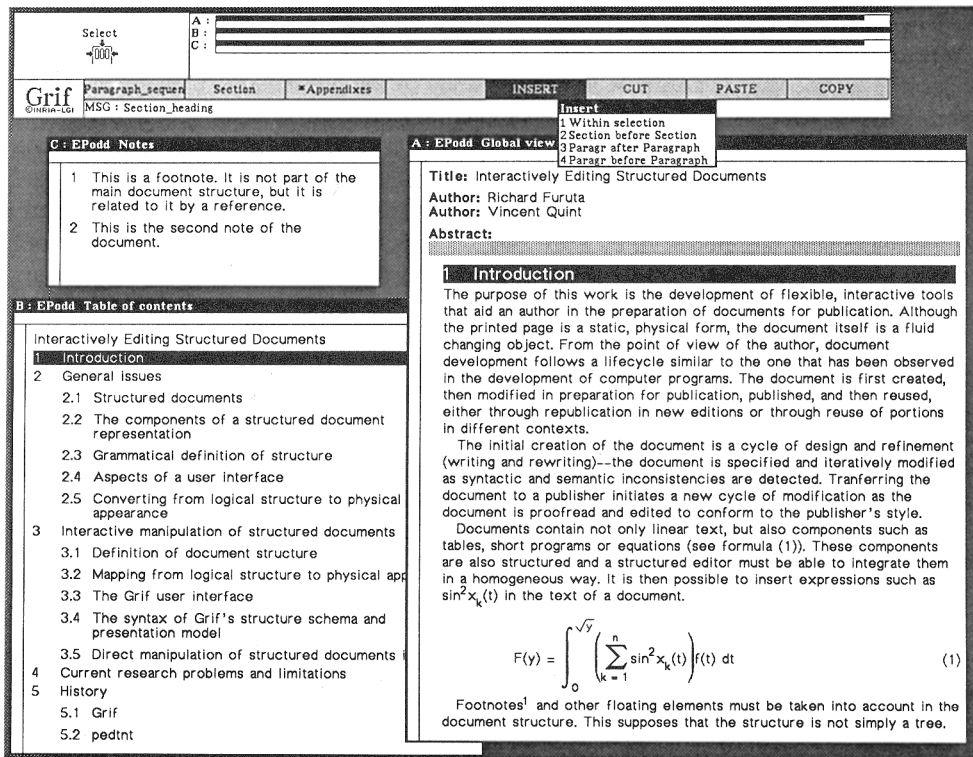 Select
A :
B :
C :
Grif
©INRIA-LGI
Paragraph_sequen Section *Appendixes INSERT CUT PASTE COPY
MSG : Section_heading
Insert
1 Within selection
2 Section before Section
3 Paragr after Paragraph
4 Paragr before Paragraph
C : EPodd Notes
1 This is a footnote. It is not part of the
main document structure, but it is
related to it by a reference.
2 This is the second note of the
document.
B : EPodd Table of contents
Interactively Editing Structured Documents
1 Introduction
2 General issues
2.1 Structured documents
2.2 The components of a structured document
representation
2.3 Grammatical definition of structure
2.4 Aspects of a user interface
2.5 Converting from logical structure to physical
appearance
3 Interactive manipulation of structured documents
3.1 Definition of document structure
3.2 Mapping from logical structure to physical app
3.3 The Grif user interface
3.4 The syntax of Grif's structure schema and
presentation model
3.5 Direct manipulation of structured documents i
4 Current research problems and limitations
5 History
5.1 Grif
5.2 pedtnt
A : EPodd Global view
Title: Interactively Editing Structured Documents
Author: Richard Furuta
Author: Vincent Quint
Abstract:
1 Introduction
The purpose of this work is the development of flexible, interactive tools
that aid an author in the preparation of documents for publication. Although
the printed page is a static, physical form, the document itself is a fluid
changing object. From the point of view of the author, document
development follows a lifecycle similar to the one that has been observed
in the development of computer programs. The document is first created,
then modified in preparation for publication, published, and then reused,
either through republication in new editions or through reuse of portions
in different contexts.
The initial creation of the document is a cycle of design and refinement
(writing and rewriting)--the document is specified and iteratively modified
as syntactic and semantic inconsistencies are detected. Tranferring the
document to a publisher initiates a new cycle of modification as the
document is proofread and edited to conform to the publisher's style.
Documents contain not only linear text, but also components such as
tables, short programs or equations (see formula (1)). These components
are also structured and a structured editor must be able to integrate them
in a homogeneous way. It is then possible to insert expressions such as
sin²xₖ(t) in the text of a document.
F(y) = ∫₀^√y (∑ₖ₌₁ⁿ sin²xₖ(t)) f(t) dt (1)
Footnotes¹ and other floating elements must be taken into account in the
document structure. This supposes that the structure is not simply a tree.